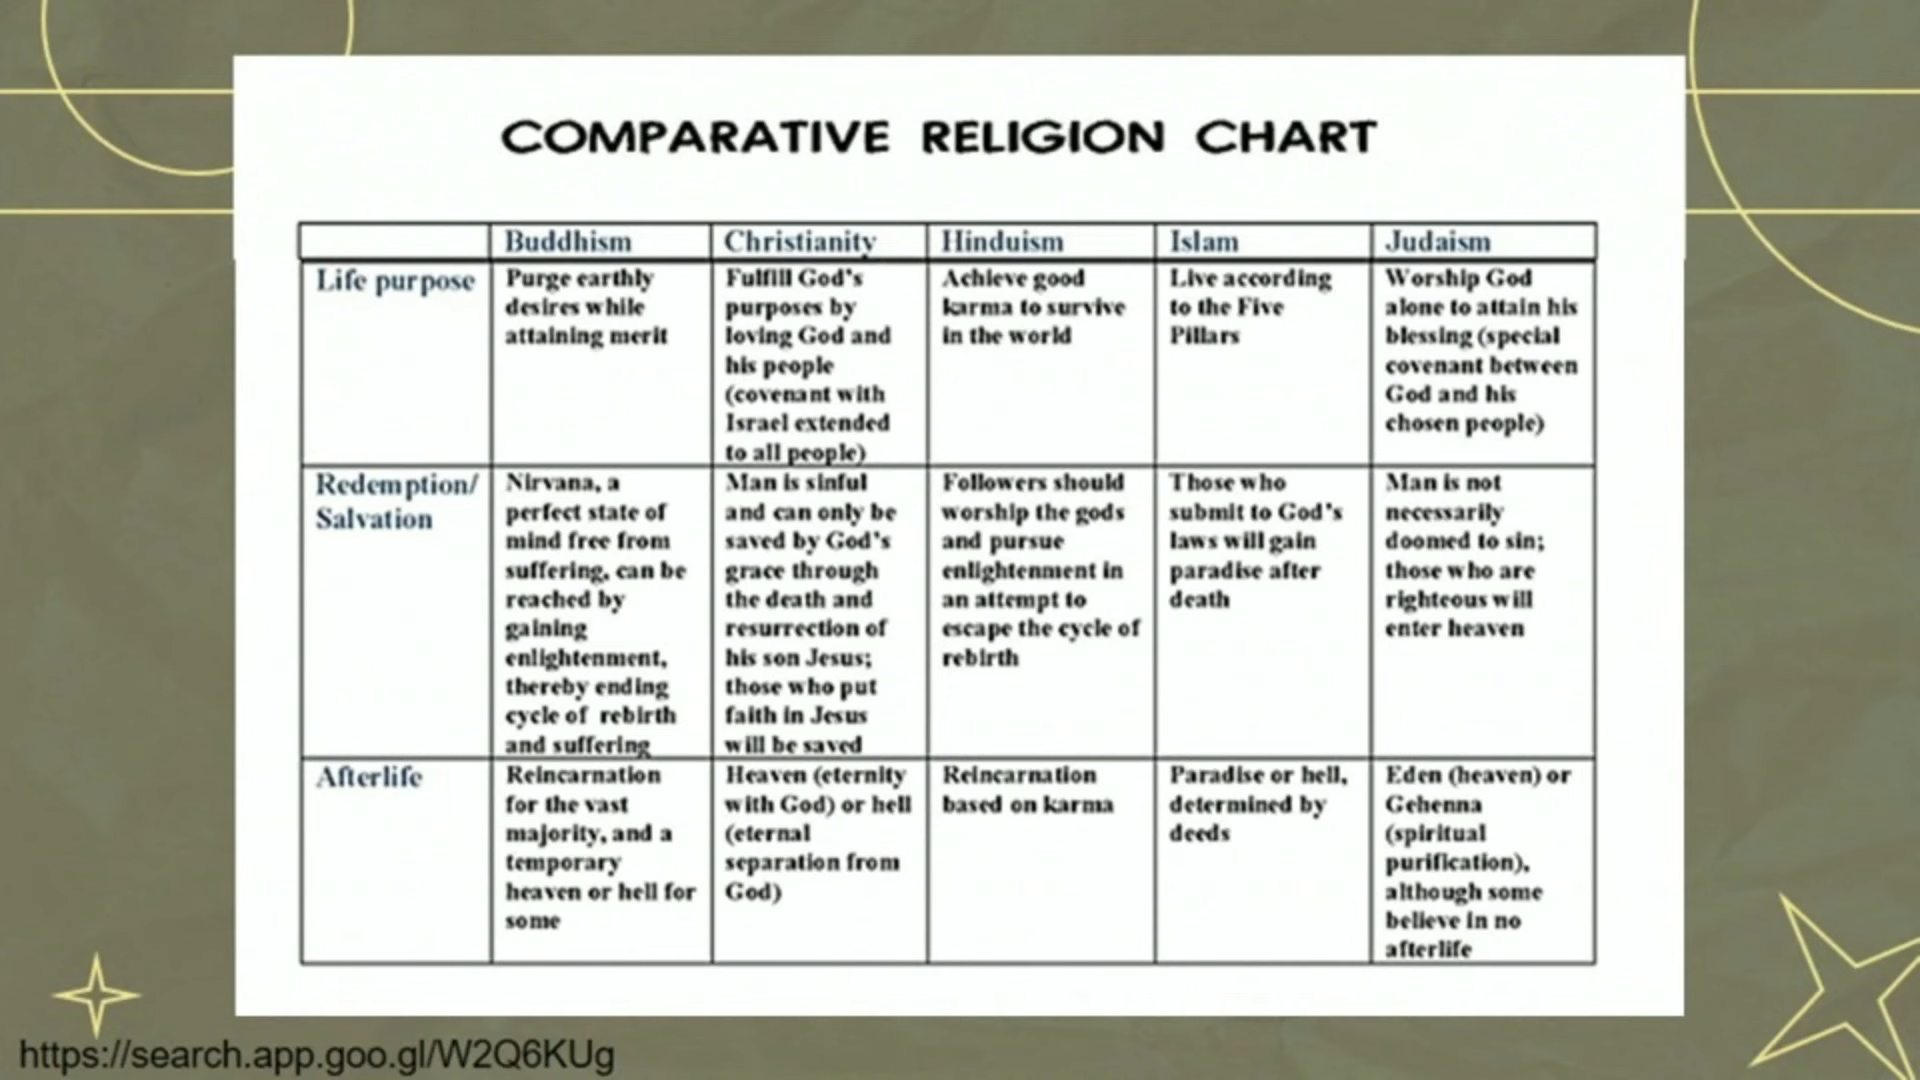 COMPARATIVE RELIGION CHART
Buddhism
Christianity
Hinduism
Islam
Judaism
Life purpose
Purge earthly
desires while
attaining merit
Fulfill God's
purposes by
loving God and
his people
(covenant with
Israel extended
to all people)
Achieve good
karma to survive
in the world
Live according
to the Five
Pillars
Worship God
alone to attain his
blessing (special
covenant between
God and his
chosen people)
Redemption/
Salvation
Nirvana, a
perfect state of
mind free from
suffering, can be
reached by
gaining
enlightenment,
thereby ending
cycle of rebirth
and suffering
Man is sinful
and can only be
saved by God's
grace through
the death and
resurrection of
his son Jesus;
those who put
faith in Jesus
will be saved
Followers should
worship the gods
and pursue
enlightenment in
an attempt to
escape the cycle of
rebirth
Those who
submit to God's
laws will gain
paradise after
death
Man is not
necessarily
doomed to sin;
those who are
righteous will
enter heaven
Afterlife
Reincarnation
for the vast
majority, and a
temporary
heaven or hell for
some
Heaven (eternity
with God) or hell
(eternal
separation from
God)
Reincarnation
based on karma
Paradise or hell,
determined by
deeds
Eden (heaven) or
Gehenna
(spiritual
purification),
although some
believe in no
afterlife
https://search.app.goo.gl/W2Q6KUg